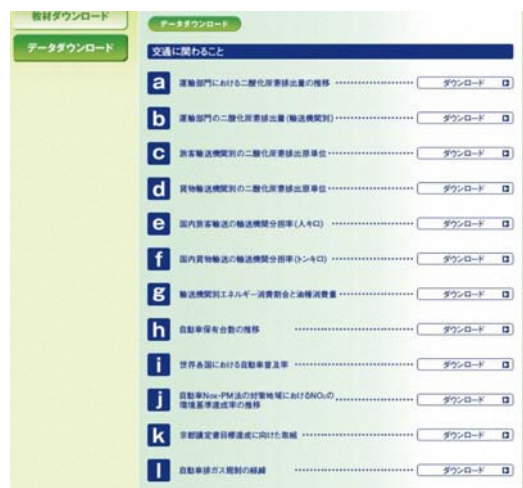 教材ダウンロード
データダウンロード
データダウンロード
交通に関わること
a 運輸部門における二酸化炭素排出量の推移 ダウンロード
b 運輸部門の二酸化炭素排出量(輸送機関別) ダウンロード
c 旅客輸送機関別の二酸化炭素排出原単位 ダウンロード
d 貨物輸送機関別の二酸化炭素排出原単位 ダウンロード
e 国内旅客輸送の輸送機関分担率(人キロ) ダウンロード
f 国内貨物輸送の輸送機関分担率(トンキロ) ダウンロード
g 輸送機関別エネルギー消費割合と油種消費量 ダウンロード
h 自動車保有台数の推移 ダウンロード
i 世界各国における自動車普及率 ダウンロード
j 自動車Nox・PM法の対策地域におけるNO₂の
環境基準達成率の推移 ダウンロード
k 京都議定書目標達成に向けた取組 ダウンロード
l 自動車排ガス規制の経緯 ダウンロード